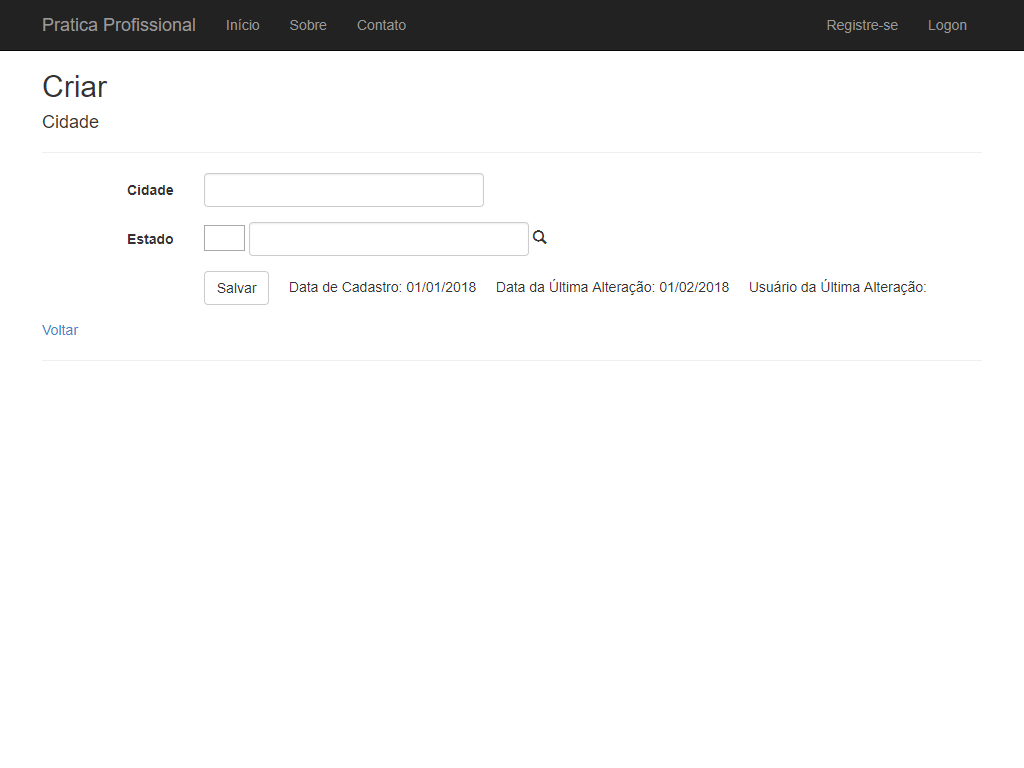 Pratica Profissional Início Sobre Contato Registre-se Logon
Criar
Cidade
Cidade
Estado
Salvar Data de Cadastro: 01/01/2018 Data da Última Alteração: 01/02/2018 Usuário da Última Alteração:
Voltar